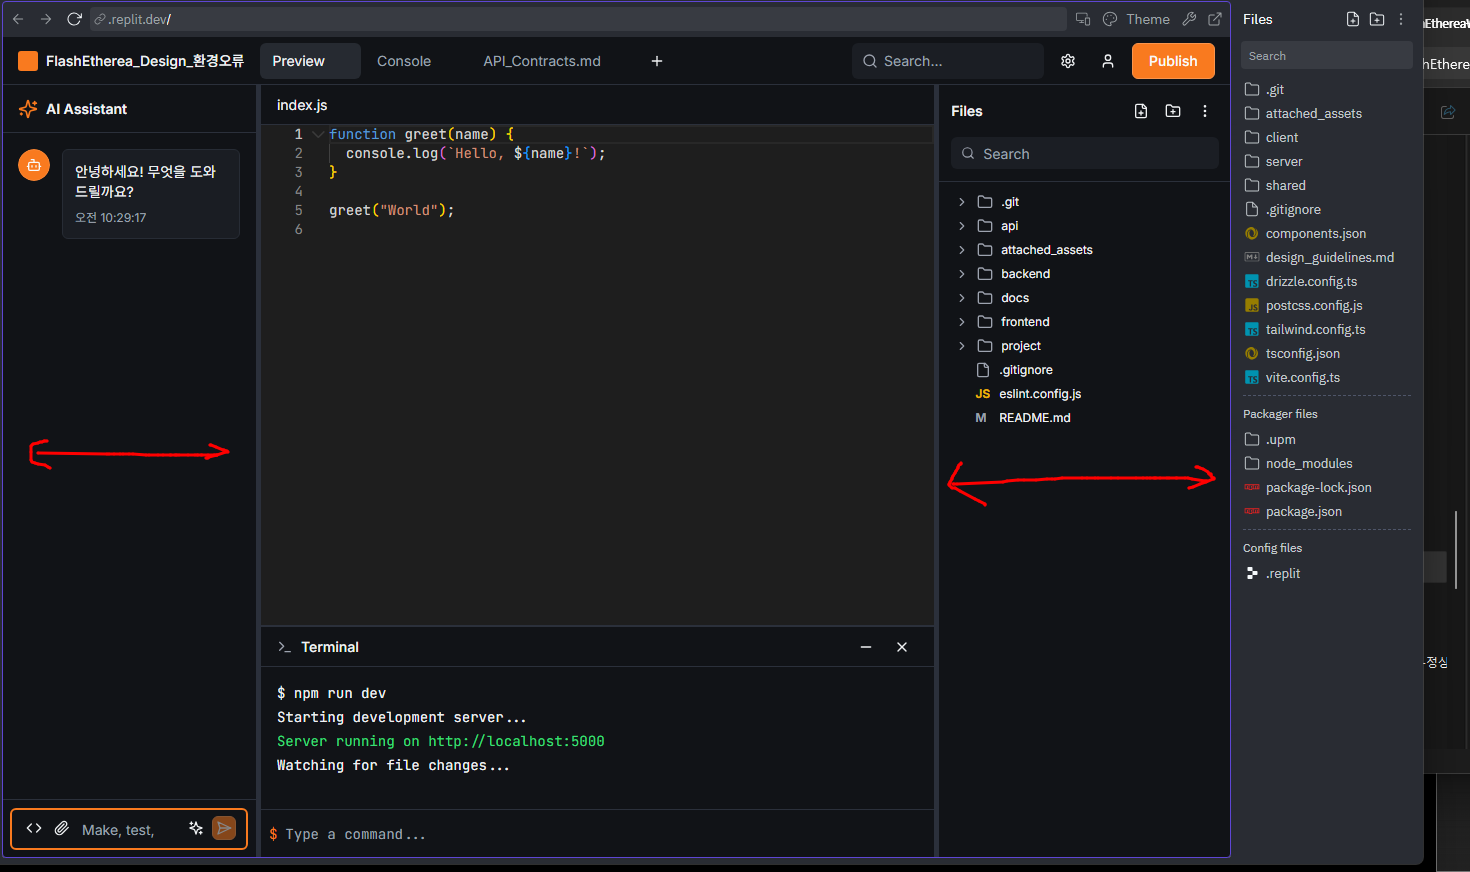 .replit.dev/
Theme
FlashEtherea_Design_환경오류
Preview
Console
API_Contracts.md
+
Search...
Publish
AI Assistant
안녕하세요! 무엇을 도와
드릴까요?
오전 10:29:17
Make, test,
index.js
1 function greet(name) {
2 console.log(`Hello, ${name}!`);
3 }
4
5 greet("World");
6
Terminal
$ npm run dev
Starting development server...
Server running on http://localhost:5000
Watching for file changes...
$ Type a command...
Files
Search
.git
api
attached_assets
backend
docs
frontend
project
.gitignore
JS eslint.config.js
M README.md
Files
Search
.git
attached_assets
client
server
shared
.gitignore
components.json
design_guidelines.md
TS drizzle.config.ts
JS postcss.config.js
TS tailwind.config.ts
tsconfig.json
TS vite.config.ts
Packager files
.upm
node_modules
package-lock.json
package.json
Config files
.replit
정상